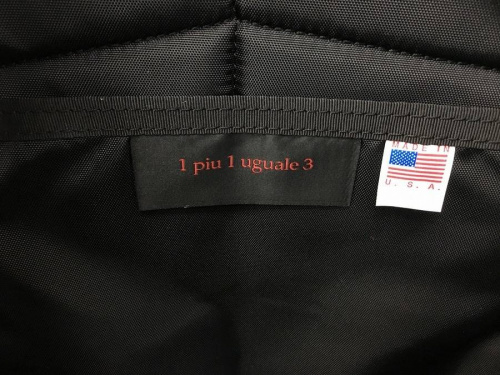 1 piu 1 uguale 3
MADE IN
U. S. A.